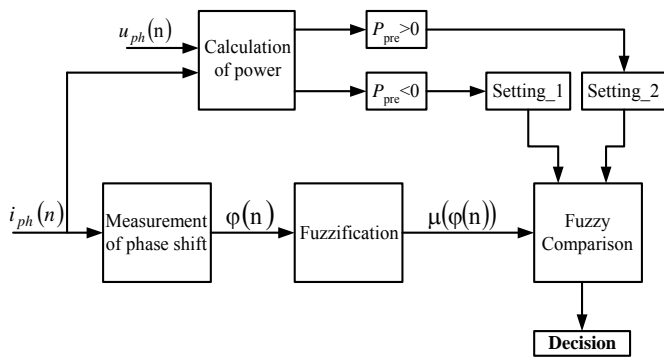 u_ph(n)
Calculation
of power
P_pre>0
P_pre<0
Setting_1
Setting_2
i_ph(n)
Measurement
of phase shift
φ(n)
Fuzzification
μ(φ(n))
Fuzzy
Comparison
Decision